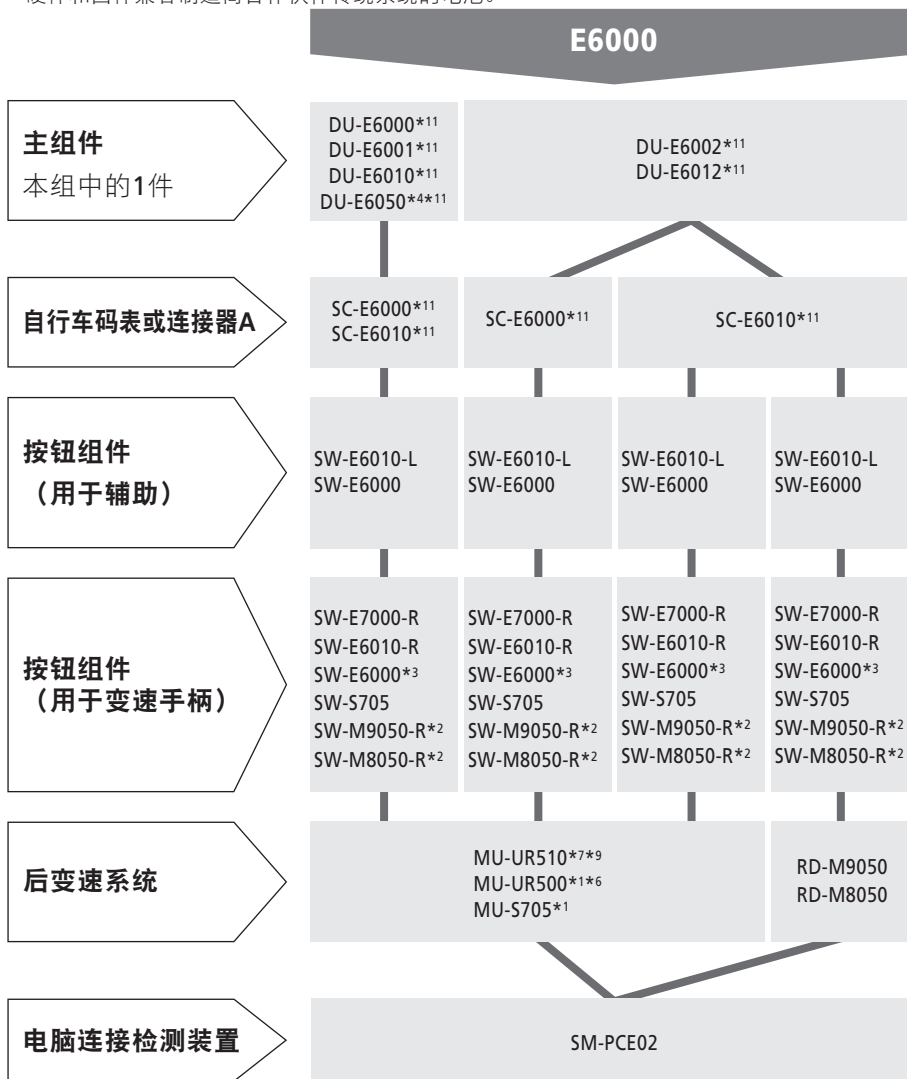 E6000
主组件
本组中的1件
DU-E6000*11
DU-E6001*11
DU-E6010*11
DU-E6050*4*11
DU-E6002*11
DU-E6012*11
自行车码表或连接器A
SC-E6000*11
SC-E6010*11
SC-E6000*11
SC-E6010*11
按钮组件
（用于辅助）
SW-E6010-L
SW-E6000
SW-E6010-L
SW-E6000
SW-E6010-L
SW-E6000
SW-E6010-L
SW-E6000
按钮组件
（用于变速手柄）
SW-E7000-R
SW-E6010-R
SW-E6000*3
SW-S705
SW-M9050-R*2
SW-M8050-R*2
SW-E7000-R
SW-E6010-R
SW-E6000*3
SW-S705
SW-M9050-R*2
SW-M8050-R*2
SW-E7000-R
SW-E6010-R
SW-E6000*3
SW-S705
SW-M9050-R*2
SW-M8050-R*2
SW-E7000-R
SW-E6010-R
SW-E6000*3
SW-S705
SW-M9050-R*2
SW-M8050-R*2
后变速系统
MU-UR510*7*9
MU-UR500*1*6
MU-S705*1
RD-M9050
RD-M8050
电脑连接检测装置
SM-PCE02